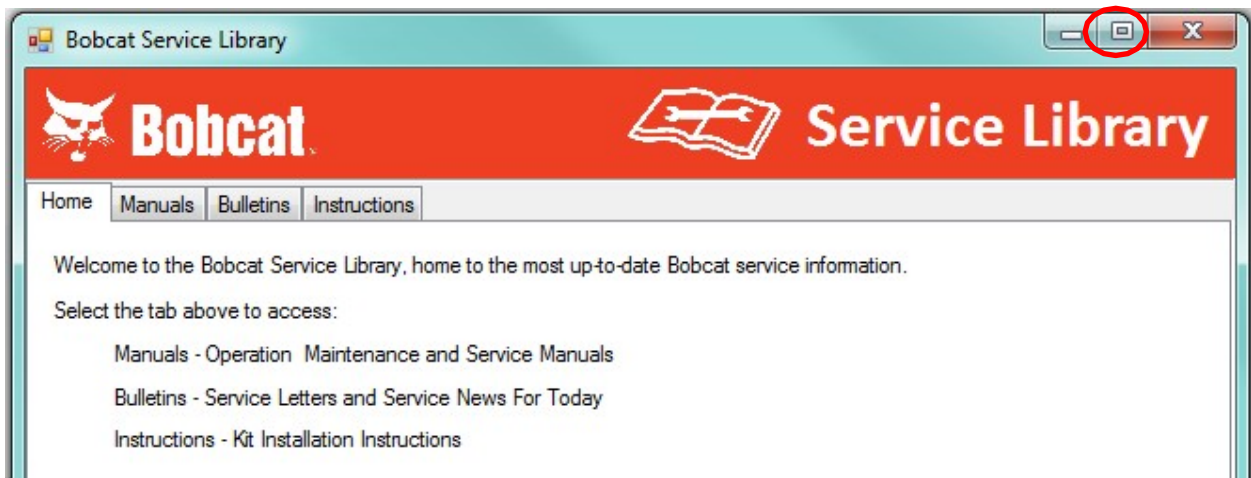 Bobcat Service Library
Bobcat
Service Library
Home Manuals Bulletins Instructions
Welcome to the Bobcat Service Library, home to the most up-to-date Bobcat service information.
Select the tab above to access:
Manuals - Operation  Maintenance and Service Manuals
Bulletins - Service Letters and Service News For Today
Instructions - Kit Installation Instructions